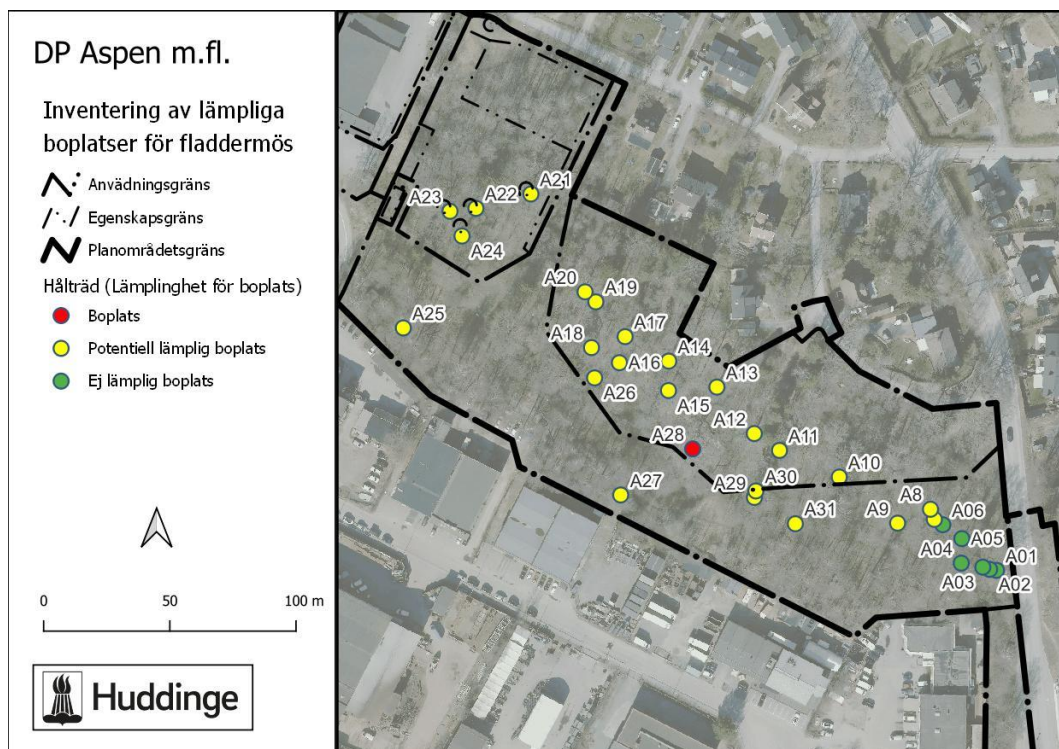 DP Aspen m.fl.
Inventering av lämpliga
boplatser för fladdermös
Anvädningsgräns
Egenskapsgräns
Planområdetsgräns
Hålträd (Lämplinghet för boplats)
Boplats
Potentiell lämplig boplats
Ej lämplig boplats
0 50 100 m
Huddinge
A21
A22
A23
A24
A25
A20
A19
A17
A18
A16
A14
A26
A15
A13
A12
A11
A28
A10
A27
A29
A30
A31
A9
A8
A06
A05
A04
A03
A01
A02